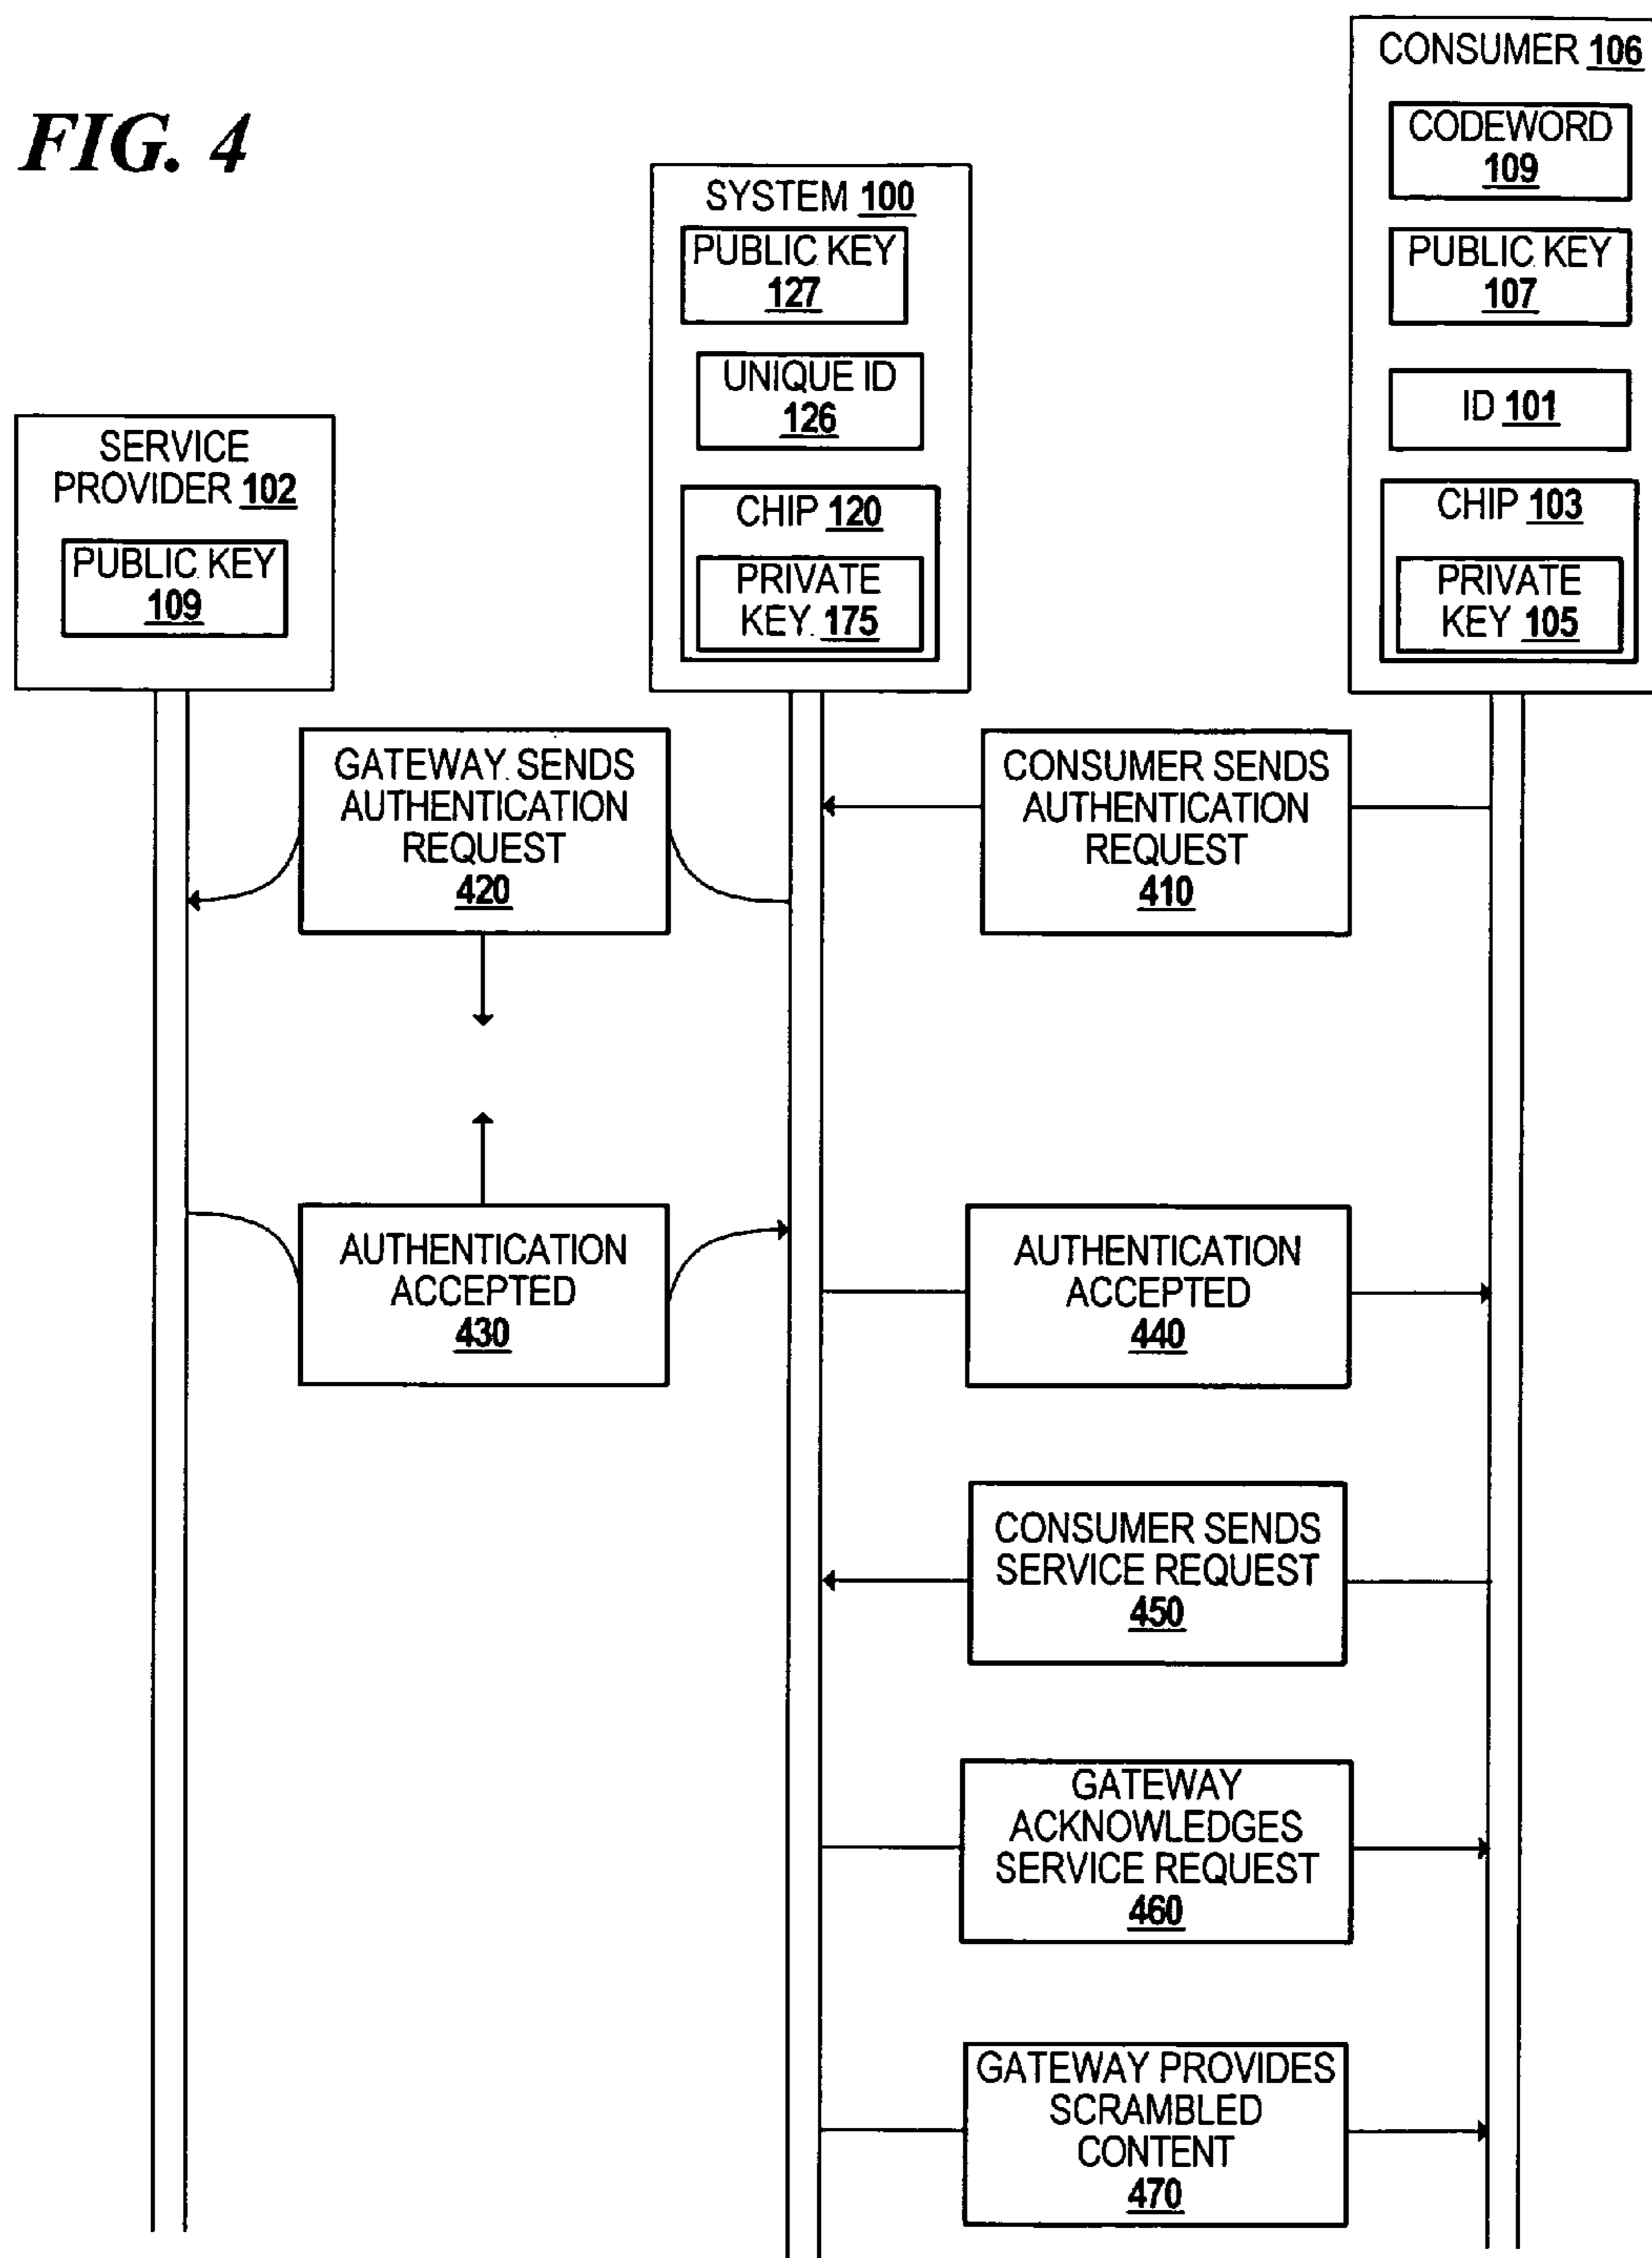 FIG. 4
SERVICE
PROVIDER 102
PUBLIC KEY
109
SYSTEM 100
PUBLIC KEY
127
UNIQUE ID
126
CHIP 120
PRIVATE
KEY. 175
CONSUMER 106
CODEWORD
109
PUBLIC KEY
107
ID 101
CHIP 103
PRIVATE
KEY 105
CONSUMER SENDS
AUTHENTICATION
REQUEST
410
GATEWAY. SENDS
AUTHENTICATION
REQUEST
420
AUTHENTICATION
ACCEPTED
430
AUTHENTICATION
ACCEPTED
440
CONSUMER SENDS
SERVICE REQUEST
450
GATEWAY
ACKNOWLEDGES
SERVICE REQUEST
460
GATEWAY PROVIDES
SCRAMBLED
CONTENT
470